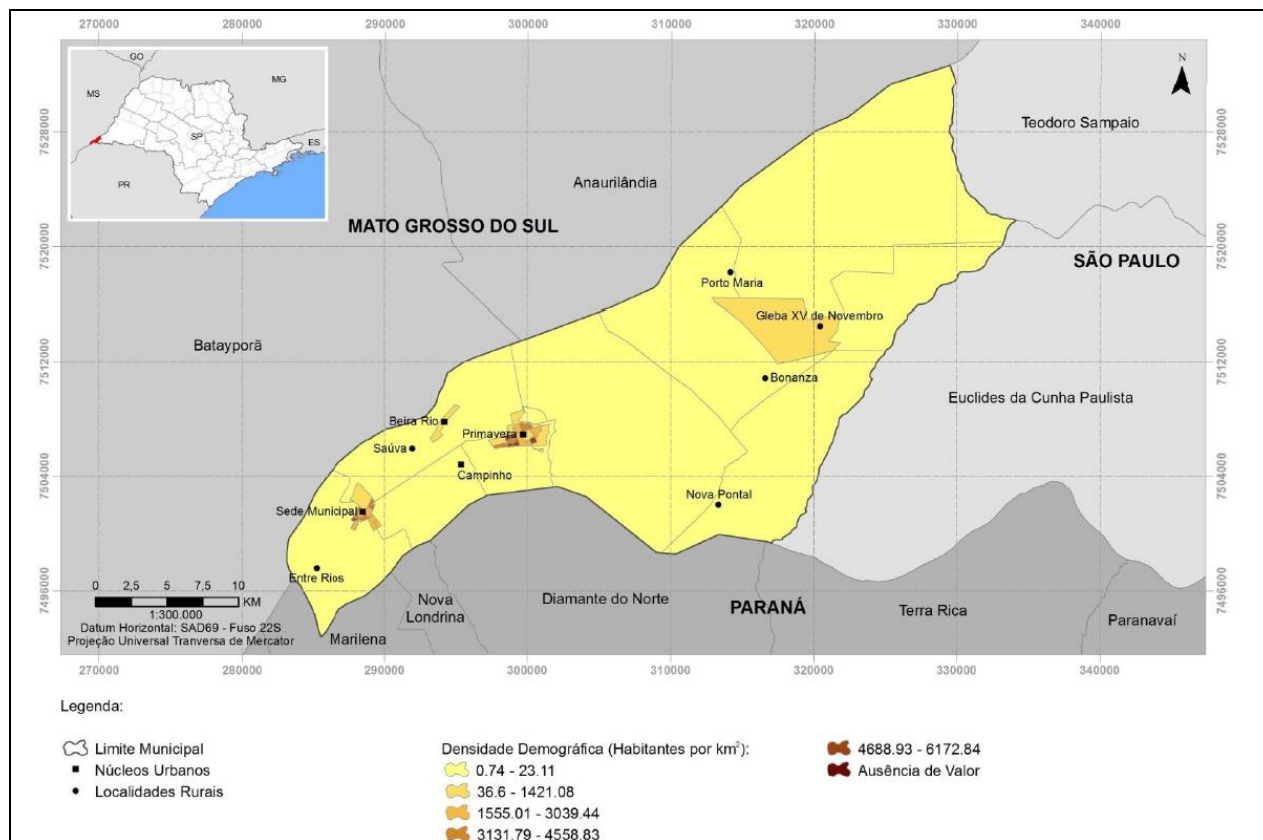 270000 280000 290000 300000 310000 320000 330000 340000
GO
MS
MG
SP
ES
PR
N
7528000
7528000
Teodoro Sampaio
Anaurilândia
MATO GROSSO DO SUL
7520000
7520000
SÃO PAULO
Porto Maria
Gleba XV de Novembro
Batayporã
7512000
7512000
Bonanza
Euclides da Cunha Paulista
Beira Rio
Primavera
Saúva
Campinho
7504000
7504000
Nova Pontal
Sede Municipal
Entre Rios
7496000
7496000
0 2,5 5 7,5 10
KM
1:300.000
Datum Horizontal: SAD69 - Fuso 22S
Projeção Universal Tranversa de Mercator
Marilena
Nova
Londrina
Diamante do Norte
PARANÁ
Terra Rica
Paranavaí
270000 280000 290000 300000 310000 320000 330000 340000
Legenda:
Limite Municipal
Núcleos Urbanos
Localidades Rurais
Densidade Demográfica (Habitantes por km²):
0.74 - 23.11
36.6 - 1421.08
1555.01 - 3039.44
3131.79 - 4558.83
4688.93 - 6172.84
Ausência de Valor